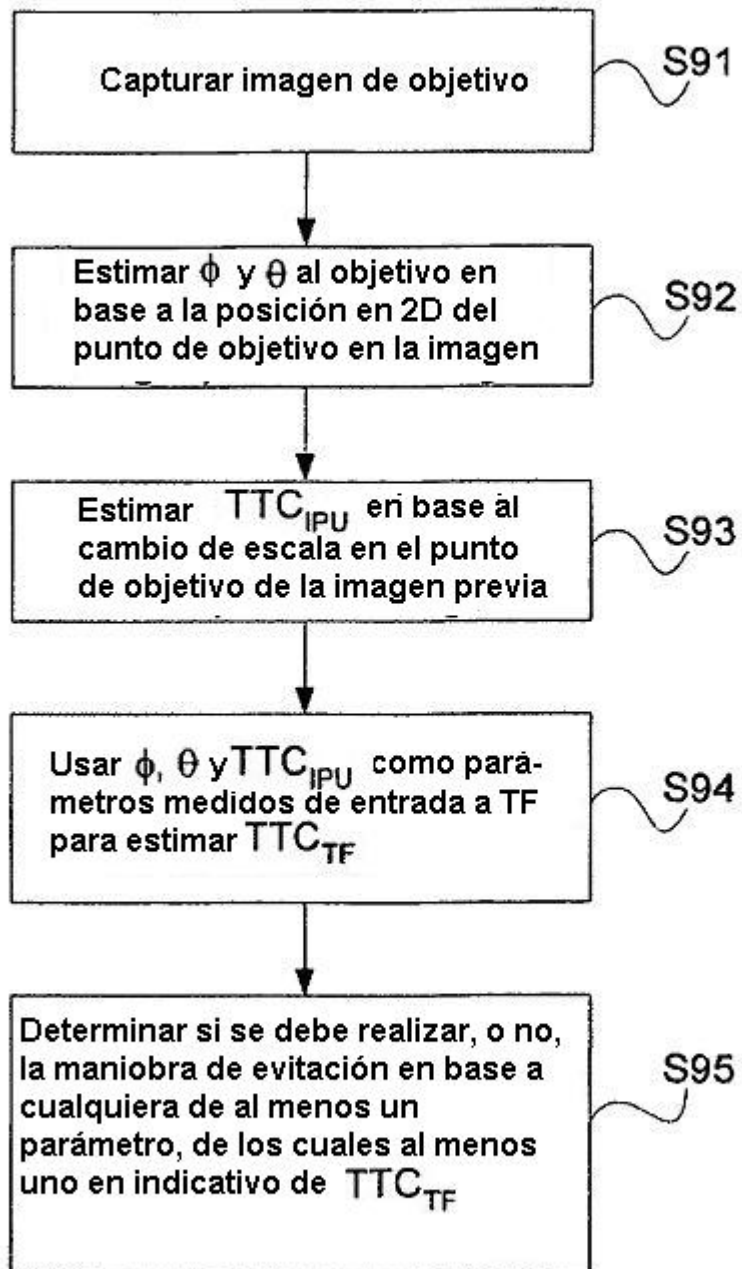 Capturar imagen de objetivo
S91
Estimar ϕ y θ al objetivo en
base a la posición en 2D del
punto de objetivo en la imagen
S92
Estimar TTC_IPU en base al
cambio de escala en el punto
de objetivo de la imagen previa
S93
Usar ϕ, θ y TTC_IPU como pará-
metros medidos de entrada a TF
para estimar TTC_TF
S94
Determinar si se debe realizar, o no,
la maniobra de evitación en base a
cualquiera de al menos un
parámetro, de los cuales al menos
uno en indicativo de TTC_TF
S95